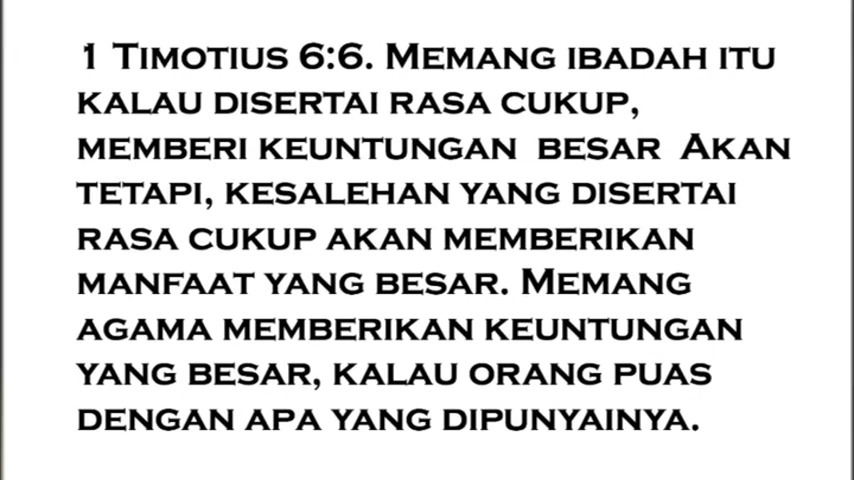 1 Timotius 6:6. Memang ibadah itu
kalau disertai rasa cukup,
memberi keuntungan besar Akan
tetapi, kesalehan yang disertai
rasa cukup akan memberikan
manfaat yang besar. Memang
agama memberikan keuntungan
yang besar, kalau orang puas
dengan apa yang dipunyainya.